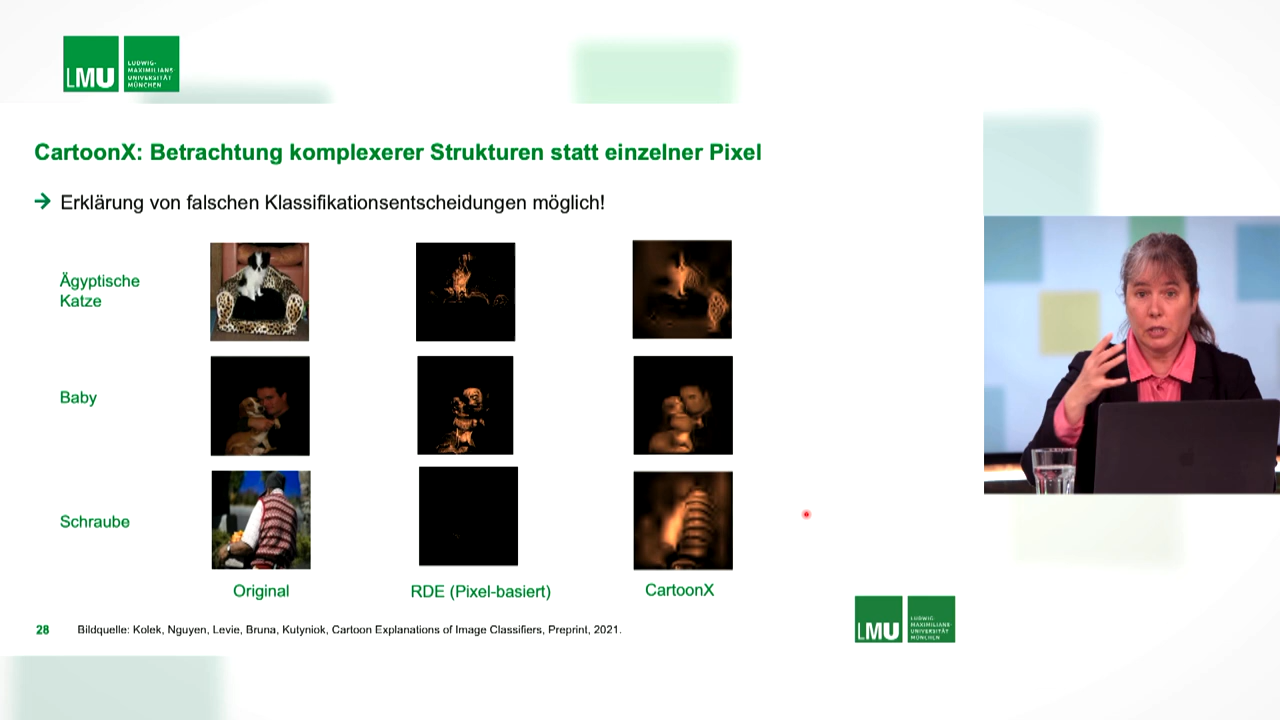 LMU
LUDWIG-
MAXIMILIANS-
UNIVERSITÄT
MÜNCHEN
CartoonX: Betrachtung komplexerer Strukturen statt einzelner Pixel
→ Erklärung von falschen Klassifikationsentscheidungen möglich!
Ägyptische
Katze
Baby
Schraube
Original
RDE (Pixel-basiert)
CartoonX
28
Bildquelle: Kolek, Nguyen, Levie, Bruna, Kutyniok, Cartoon Explanations of Image Classifiers, Preprint, 2021.
LMU
LUDWIG-
MAXIMILIANS-
UNIVERSITÄT
MÜNCHEN